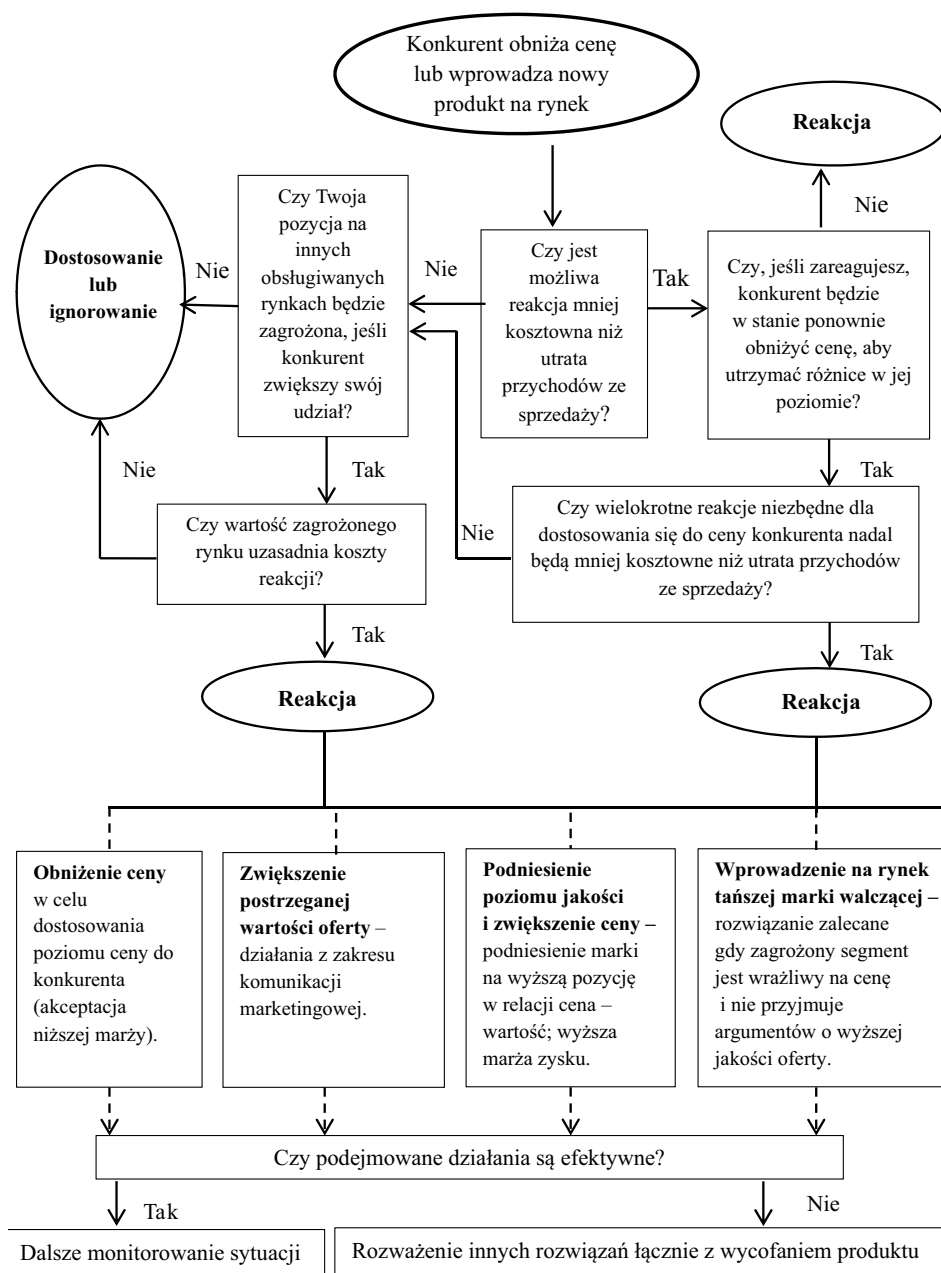 Konkurent obniża cenę
lub wprowadza nowy
produkt na rynek
Reakcja
Nie
Dostosowanie
lub
ignorowanie
Nie
Czy Twoja
pozycja na
innych
obsługiwanych
rynkach będzie
zagrożona, jeśli
konkurent
zwiększy swój
udział?
Nie
Czy jest
możliwa
reakcja mniej
kosztowna niż
utrata
przychodów
ze
sprzedaży?
Tak
Czy, jeśli zareagujesz,
konkurent będzie
w stanie ponownie
obniżyć cenę, aby
utrzymać różnice w jej
poziomie?
Nie
Tak
Tak
Czy wartość zagrożonego
rynku uzasadnia koszty
reakcji?
Nie
Czy wielokrotne reakcje niezbędne dla
dostosowania się do ceny konkurenta nadal
będą mniej kosztowne niż utrata przychodów
ze sprzedaży?
Tak
Tak
Reakcja
Reakcja
Obniżenie ceny
w celu
dostosowania
poziomu ceny do
konkurenta
(akceptacja
niższej marży).
Zwiększenie
postrzeganej
wartości oferty –
działania z zakresu
komunikacji
marketingowej.
Podniesienie
poziomu jakości
i zwiększenie ceny –
podniesienie marki
na wyższą pozycję
w relacji cena –
wartość; wyższa
marża zysku.
Wprowadzenie na rynek
tańszej marki walczącej –
rozwiązanie zalecane
gdy zagrożony segment
jest wrażliwy na cenę
i nie przyjmuje
argumentów o wyższej
jakości oferty.
Czy podejmowane działania są efektywne?
Tak
Nie
Dalsze monitorowanie sytuacji
Rozważenie innych rozwiązań łącznie z wycofaniem produktu